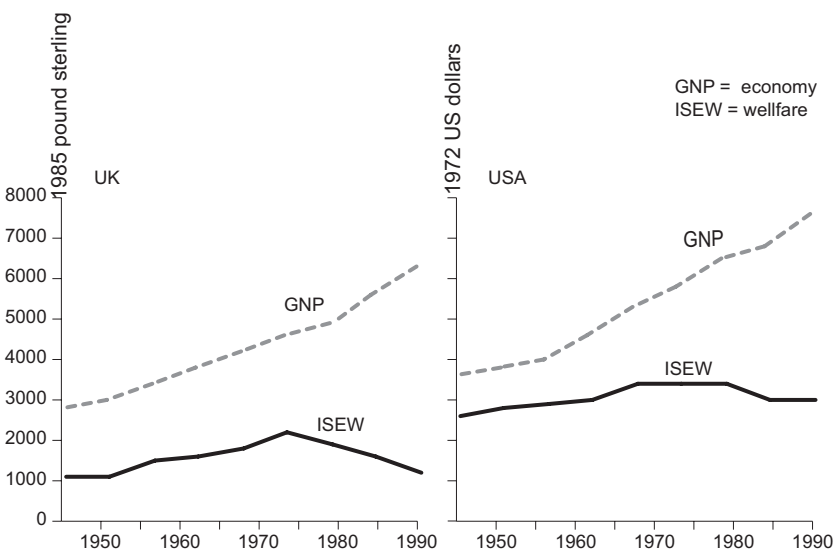 1985 pound sterling
1972 US dollars
GNP = economy
ISEW = wellfare
UK
USA
8000
7000
6000
5000
4000
3000
2000
1000
0
GNP
ISEW
GNP
ISEW
1950 1960 1970 1980 1990
1950 1960 1970 1980 1990